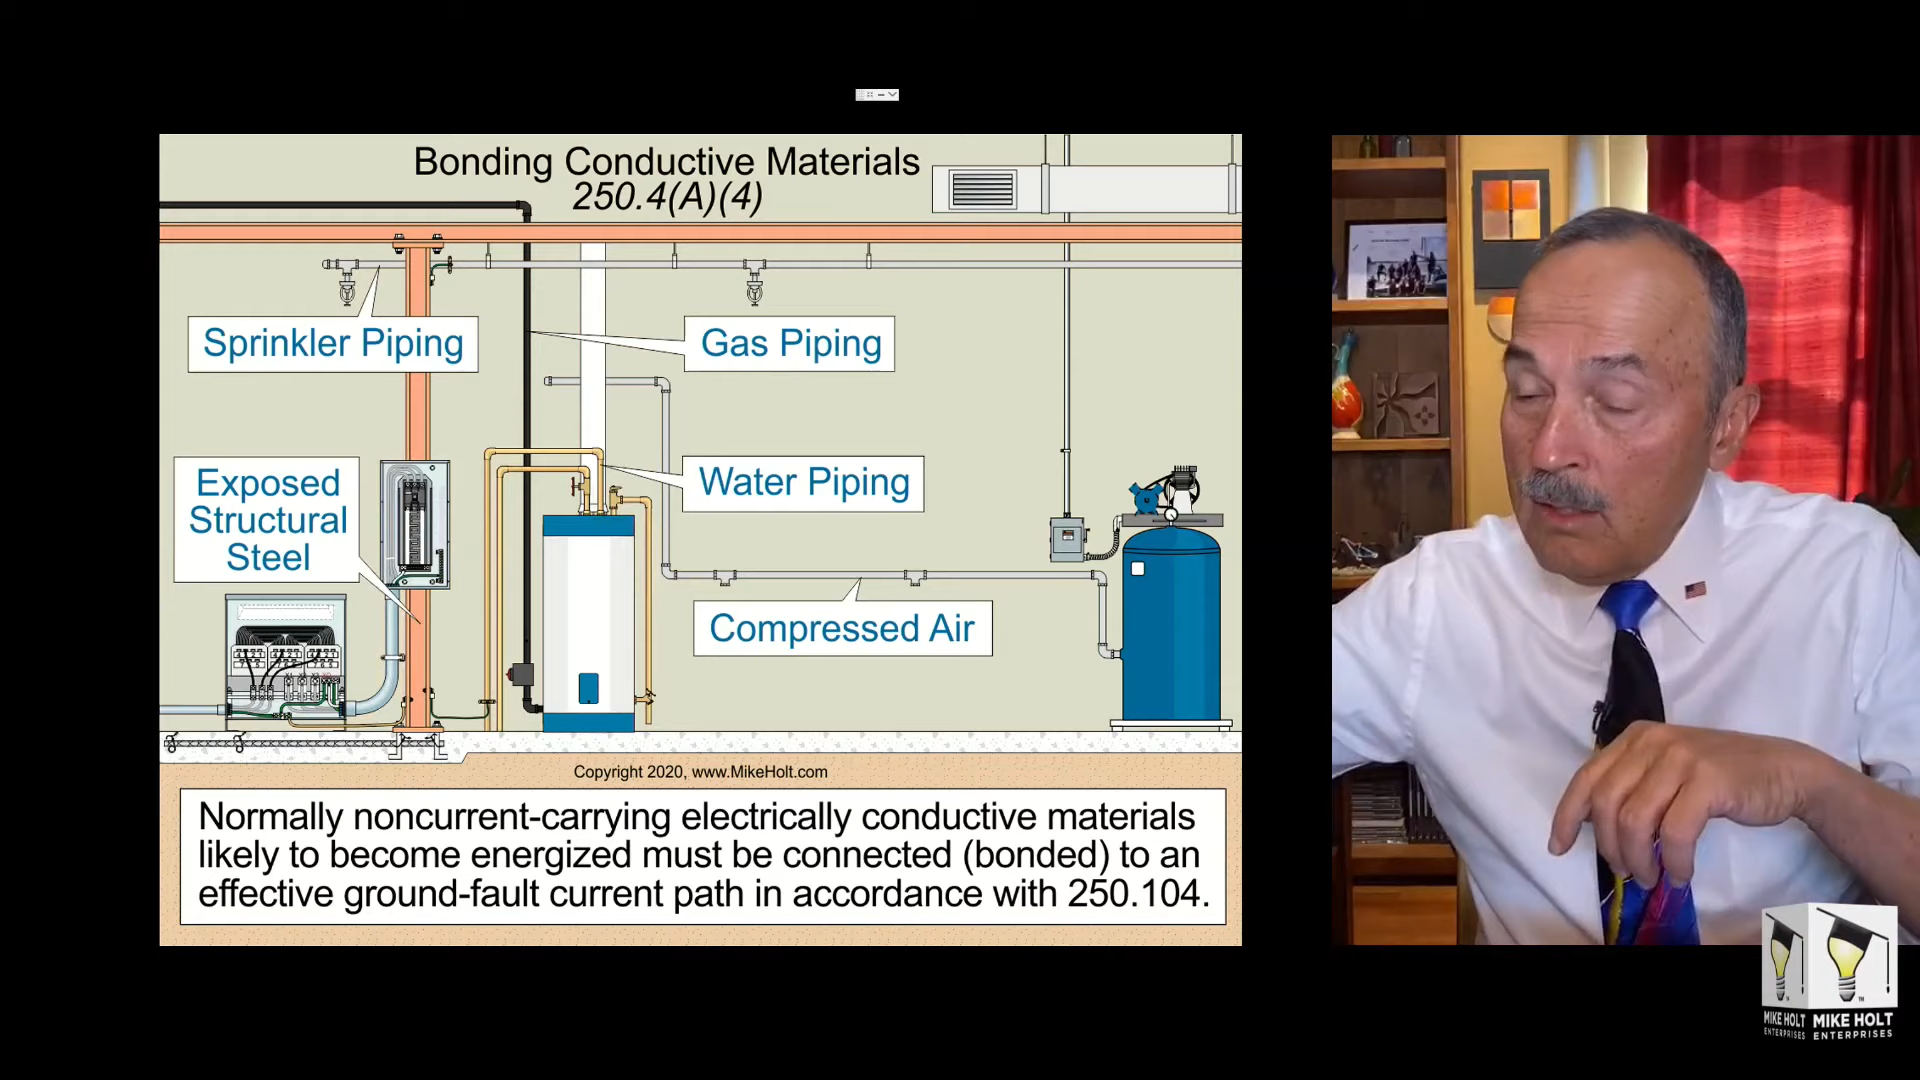 Bonding Conductive Materials
250.4(A)(4)
Sprinkler Piping
Gas Piping
Exposed
Structural
Steel
Water Piping
Compressed Air
Copyright 2020, www.MikeHolt.com
Normally noncurrent-carrying electrically conductive materials
likely to become energized must be connected (bonded) to an
effective ground-fault current path in accordance with 250.104.
MIKE HOLT
ENTERPRISES
MIKE HOLT
ENTERPRISES